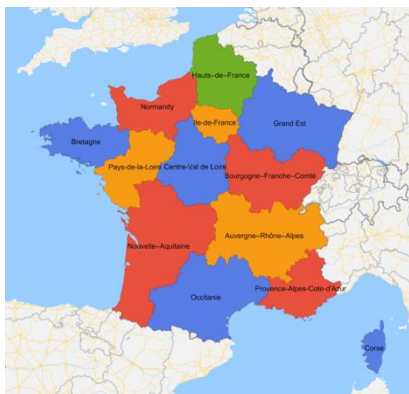 Hauts-de-France
Normandy
Ile-de-France
Grand Est
Bretagne
Pays-de-la-Loire
Centre-Val de Loire
Bourgogne-Franche-Comté
Nouvelle-Aquitaine
Auvergne-Rhône-Alpes
Occitanie
Provence-Alpes-Cote-d'Azur
Corse